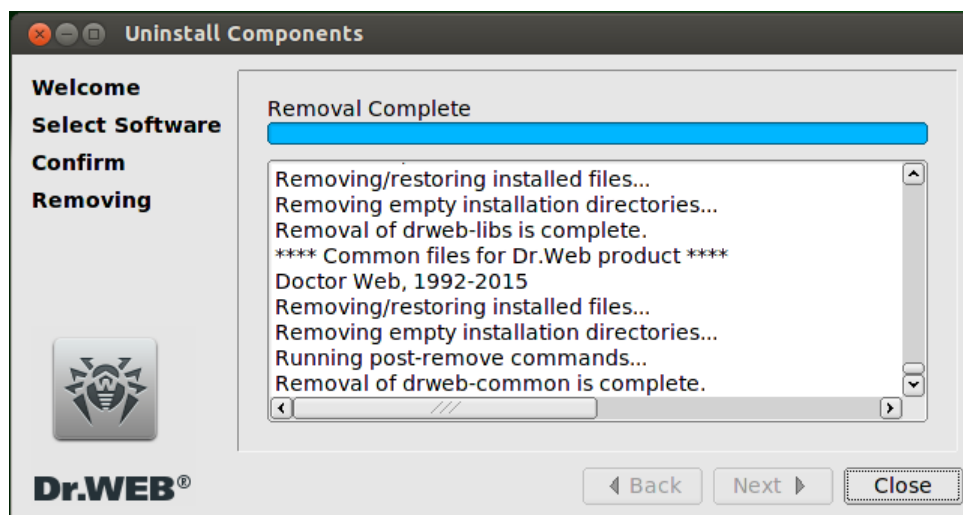 Uninstall Components
Welcome
Select Software
Confirm
Removing
Removal Complete
Removing/restoring installed files...
Removing empty installation directories...
Removal of drweb-libs is complete.
**** Common files for Dr.Web product ****
Doctor Web, 1992-2015
Removing/restoring installed files...
Removing empty installation directories...
Running post-remove commands...
Removal of drweb-common is complete.
Dr.WEB®
Back
Next
Close